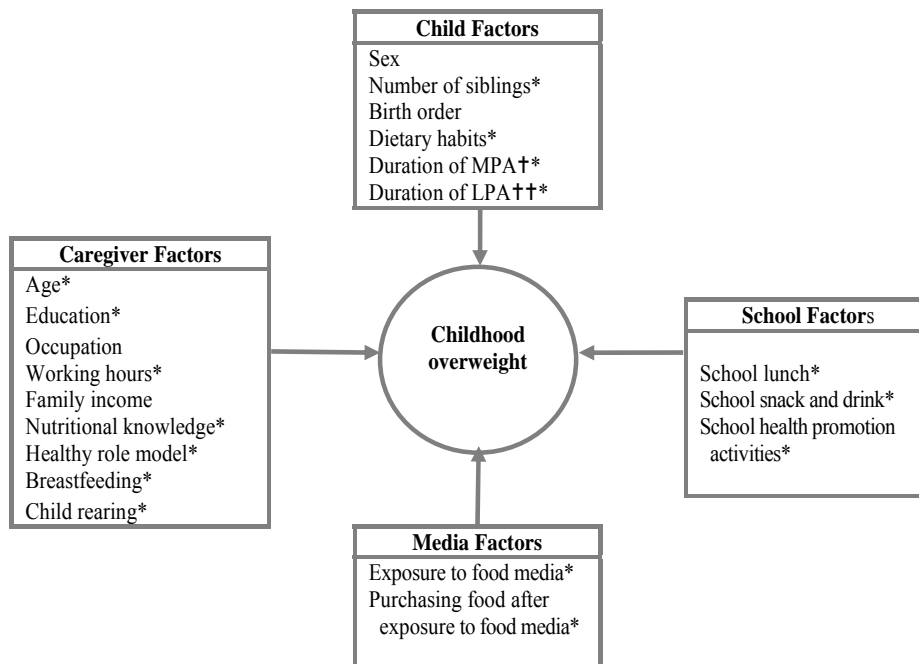 Child Factors
Sex
Number of siblings*
Birth order
Dietary habits*
Duration of MPA†*
Duration of LPA††*
Caregiver Factors
Age*
Education*
Occupation
Working hours*
Family income
Nutritional knowledge*
Healthy role model*
Breastfeeding*
Child rearing*
Childhood
overweight
School Factors
School lunch*
School snack and drink*
School health promotion
activities*
Media Factors
Exposure to food media*
Purchasing food after
exposure to food media*